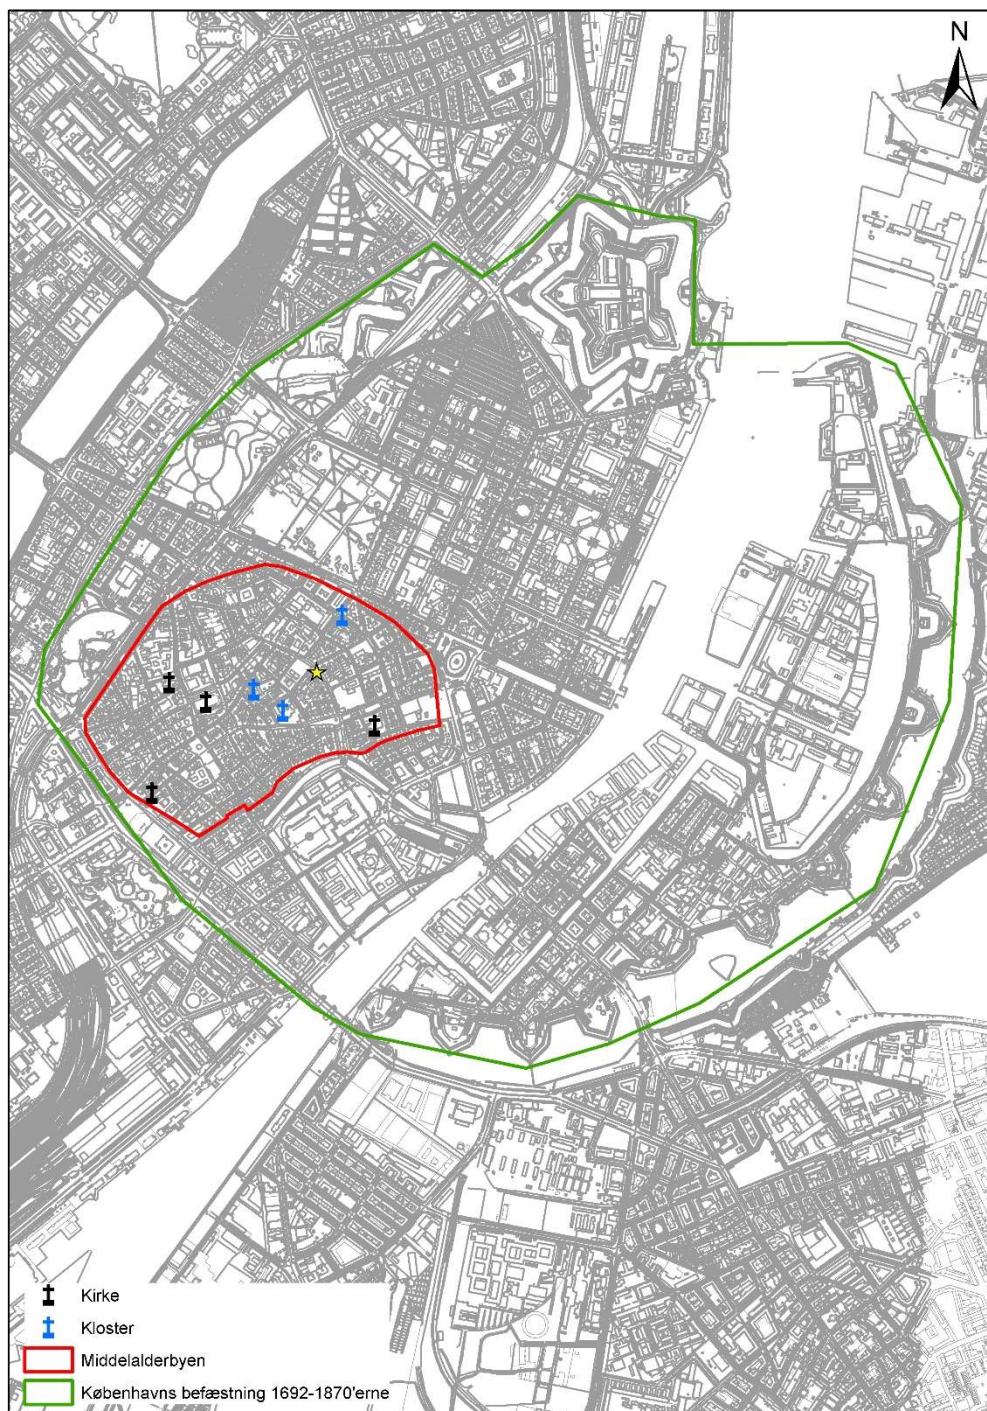 N
Kirke
Kloster
Middelalderbyen
Københavns befæstning 1692-1870'erne